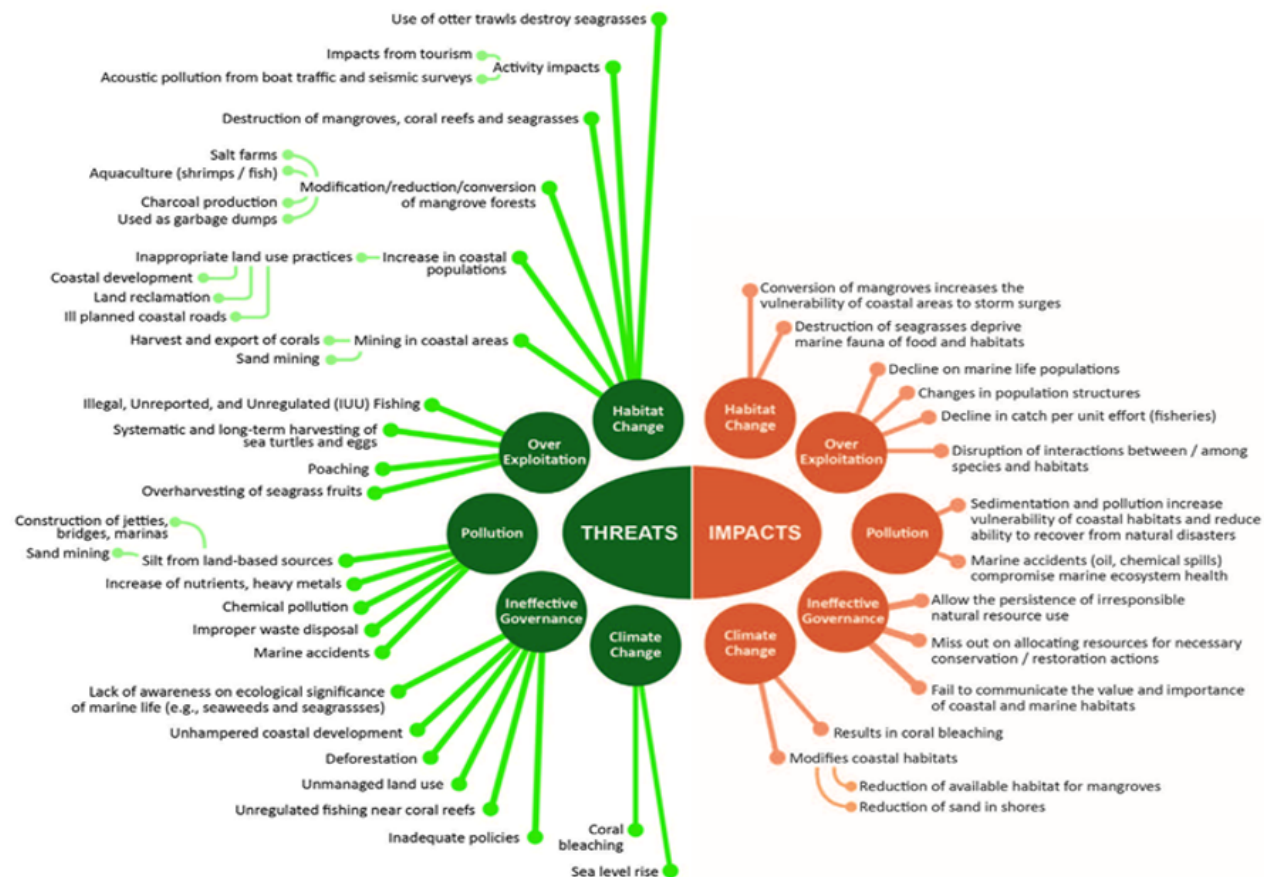 Use of otter trawls destroy seagrasses
Impacts from tourism
Acoustic pollution from boat traffic and seismic surveys
Activity impacts
Destruction of mangroves, coral reefs and seagrasses
Salt farms
Aquaculture (shrimps / fish)
Charcoal production
Used as garbage dumps
Modification/reduction/conversion
of mangrove forests
Inappropriate land use practices
Increase in coastal
populations
Coastal development
Land reclamation
Ill planned coastal roads
Harvest and export of corals
Mining in coastal areas
Sand mining
Habitat
Change
Illegal, Unreported, and Unregulated (IUU) Fishing
Systematic and long-term harvesting of
sea turtles and eggs
Poaching
Overharvesting of seagrass fruits
Over
Exploitation
Construction of jetties,
bridges, marinas
Sand mining
Silt from land-based sources
Increase of nutrients, heavy metals
Chemical pollution
Improper waste disposal
Marine accidents
Pollution
Lack of awareness on ecological significance
of marine life (e.g., seaweeds and seagrassses)
Unhampered coastal development
Deforestation
Unmanaged land use
Unregulated fishing near coral reefs
Inadequate policies
Ineffective
Governance
Climate
Change
Coral
bleaching
Sea level rise
THREATS
IMPACTS
Conversion of mangroves increases the
vulnerability of coastal areas to storm surges
Destruction of seagrasses deprive
marine fauna of food and habitats
Habitat
Change
Decline on marine life populations
Changes in population structures
Decline in catch per unit effort (fisheries)
Disruption of interactions between / among
species and habitats
Over
Exploitation
Sedimentation and pollution increase
vulnerability of coastal habitats and reduce
ability to recover from natural disasters
Marine accidents (oil, chemical spills)
compromise marine ecosystem health
Pollution
Allow the persistence of irresponsible
natural resource use
Miss out on allocating resources for necessary
conservation / restoration actions
Fail to communicate the value and importance
of coastal and marine habitats
Ineffective
Governance
Climate
Change
Results in coral bleaching
Modifies coastal habitats
Reduction of available habitat for mangroves
Reduction of sand in shores